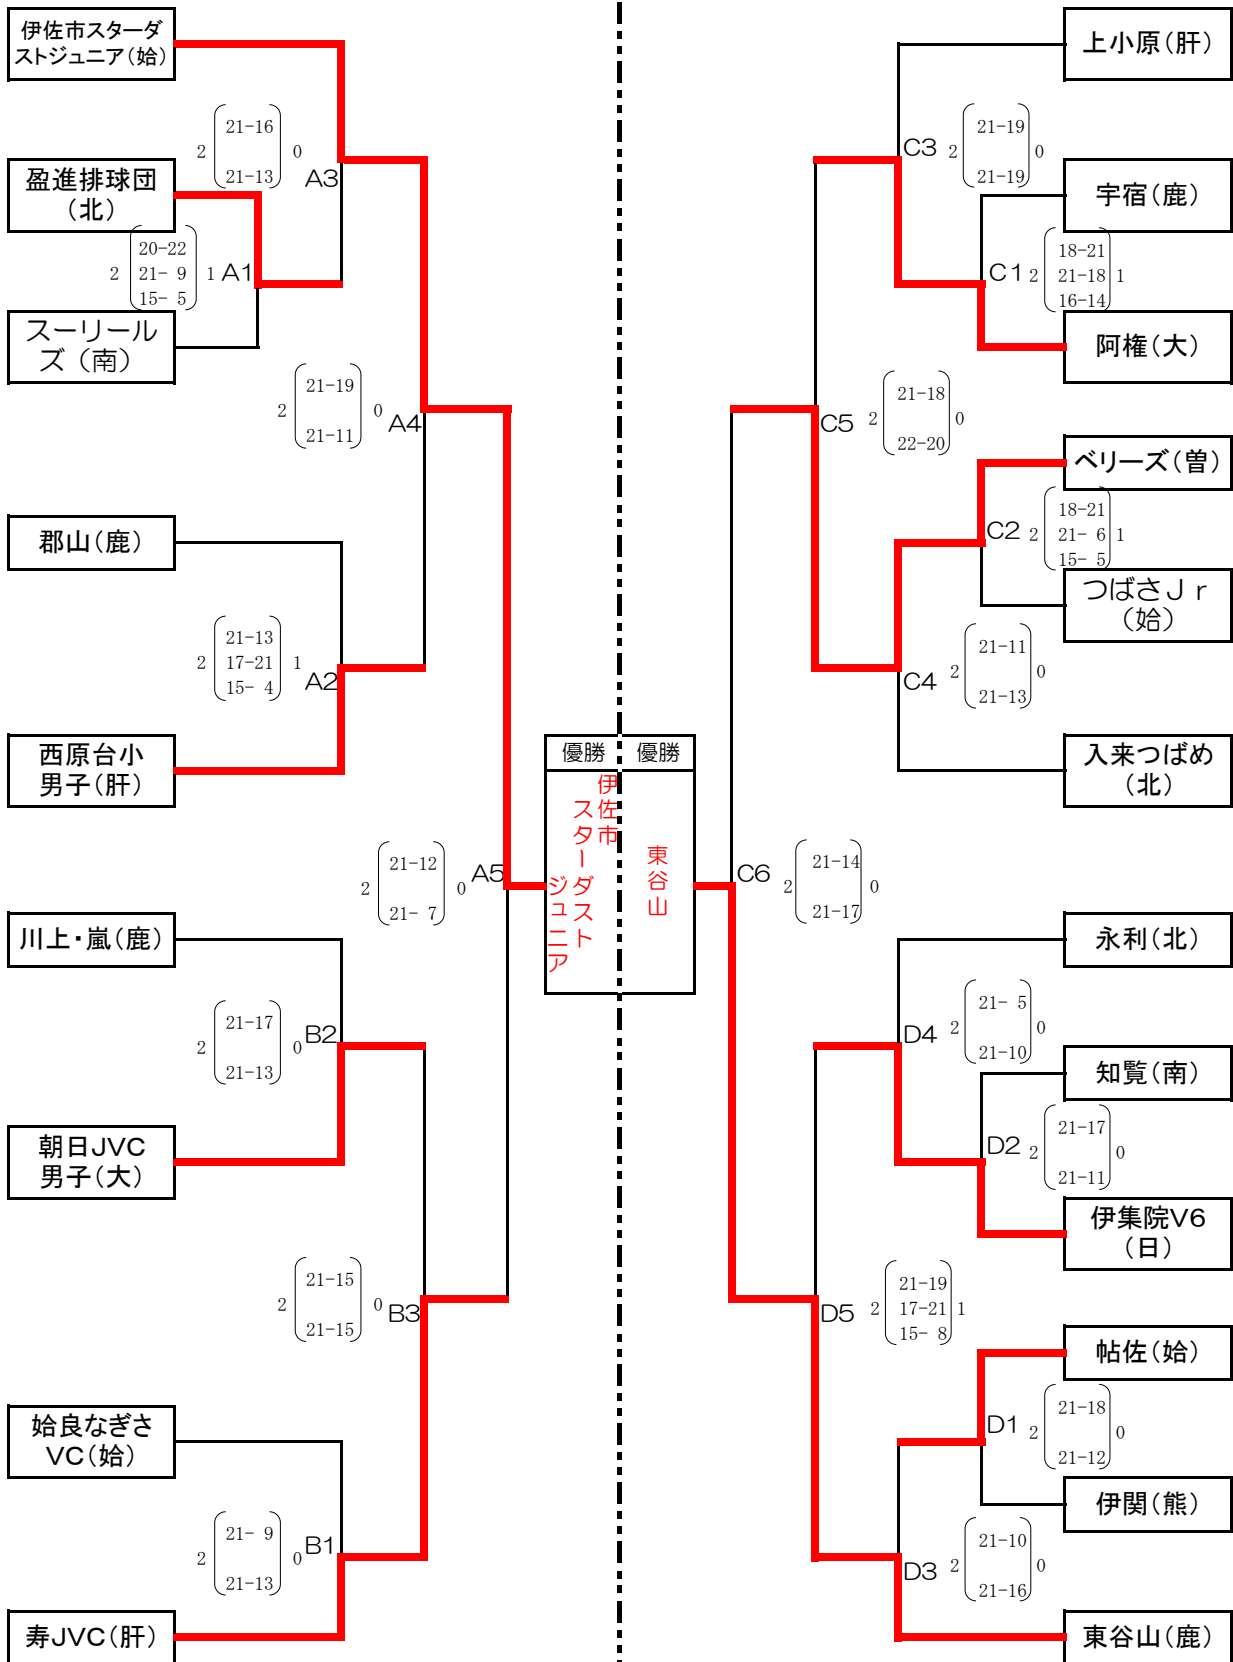 伊佐市スターダ
ストジュニア(姶)
21-16
2 0
21-13
A3
盈進排球団
(北)
20-22
2 21- 9 1 A1
15- 5
スーリール
ズ (南)
21-19
2 0
21-11
A4
郡山(鹿)
21-13
2 17-21 1
15- 4
A2
西原台小
男子(肝)
21-12
2 0 A5
21- 7
川上・嵐(鹿)
21-17
2 0 B2
21-13
朝日JVC
男子(大)
21-15
2 0 B3
21-15
姶良なぎさ
VC(姶)
21- 9
2 0 B1
21-13
寿JVC(肝)
優勝 優勝
伊佐市
スターダスト
ジュニア
東谷山
上小原(肝)
C3 21-19
2 0
21-19
宇宿(鹿)
18-21
C1 2 21-18 1
16-14
阿権(大)
21-18
C5 2 0
22-20
ベリーズ(曽)
18-21
C2 2 21- 6 1
15- 5
つばさJr
(姶)
21-11
C4 2 0
21-13
入来つばめ
(北)
C6 21-14
2 0
21-17
永利(北)
21- 5
D4 2 0
21-10
知覧(南)
21-17
D2 2 0
21-11
伊集院V6
(日)
21-19
D5 2 17-21 1
15- 8
帖佐(姶)
21-18
D1 2 0
21-12
伊関(熊)
21-10
D3 2 0
21-16
東谷山(鹿)